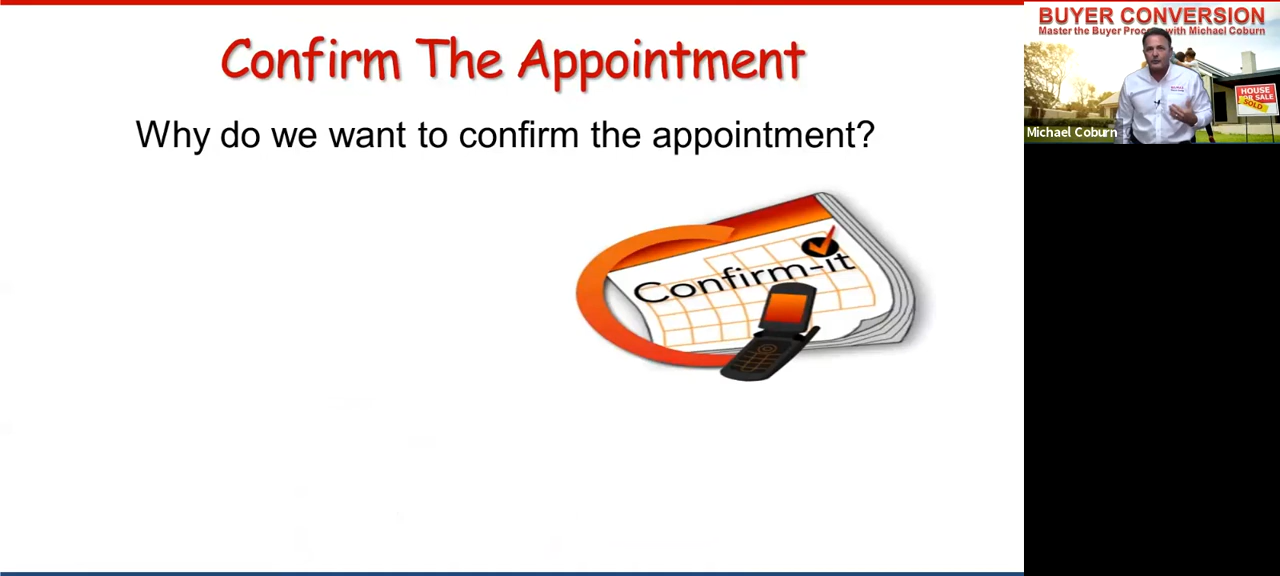 Confirm The Appointment
Why do we want to confirm the appointment?
Confirm-it
BUYER CONVERSION
Master the Buyer Process with Michael Coburn
HOUSE
FOR SALE
SOLD
Michael Coburn